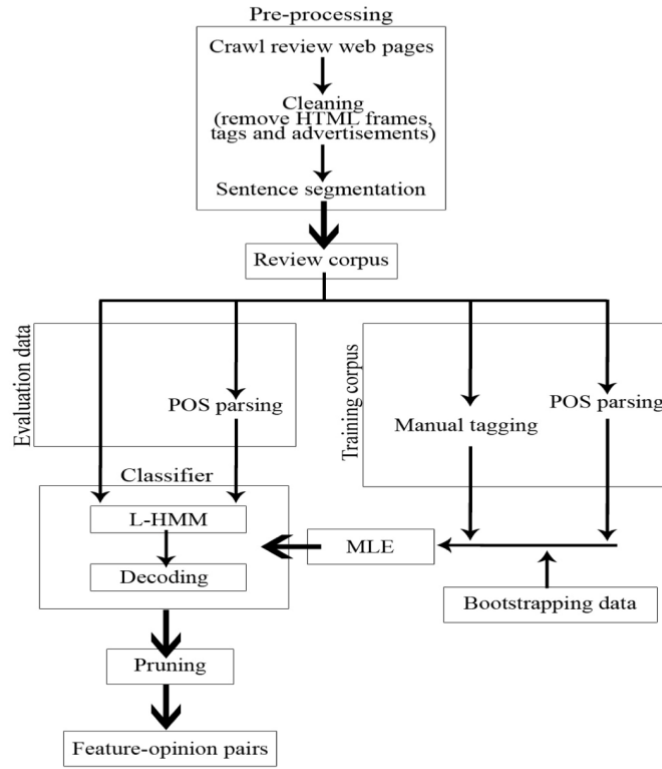 Pre-processing
Crawl review web pages
Cleaning
(remove HTML frames,
tags and advertisements)
Sentence segmentation
Review corpus
Evaluation data
POS parsing
Training corpus
Manual tagging
POS parsing
Classifier
L-HMM
Decoding
MLE
Bootstrapping data
Pruning
Feature-opinion pairs